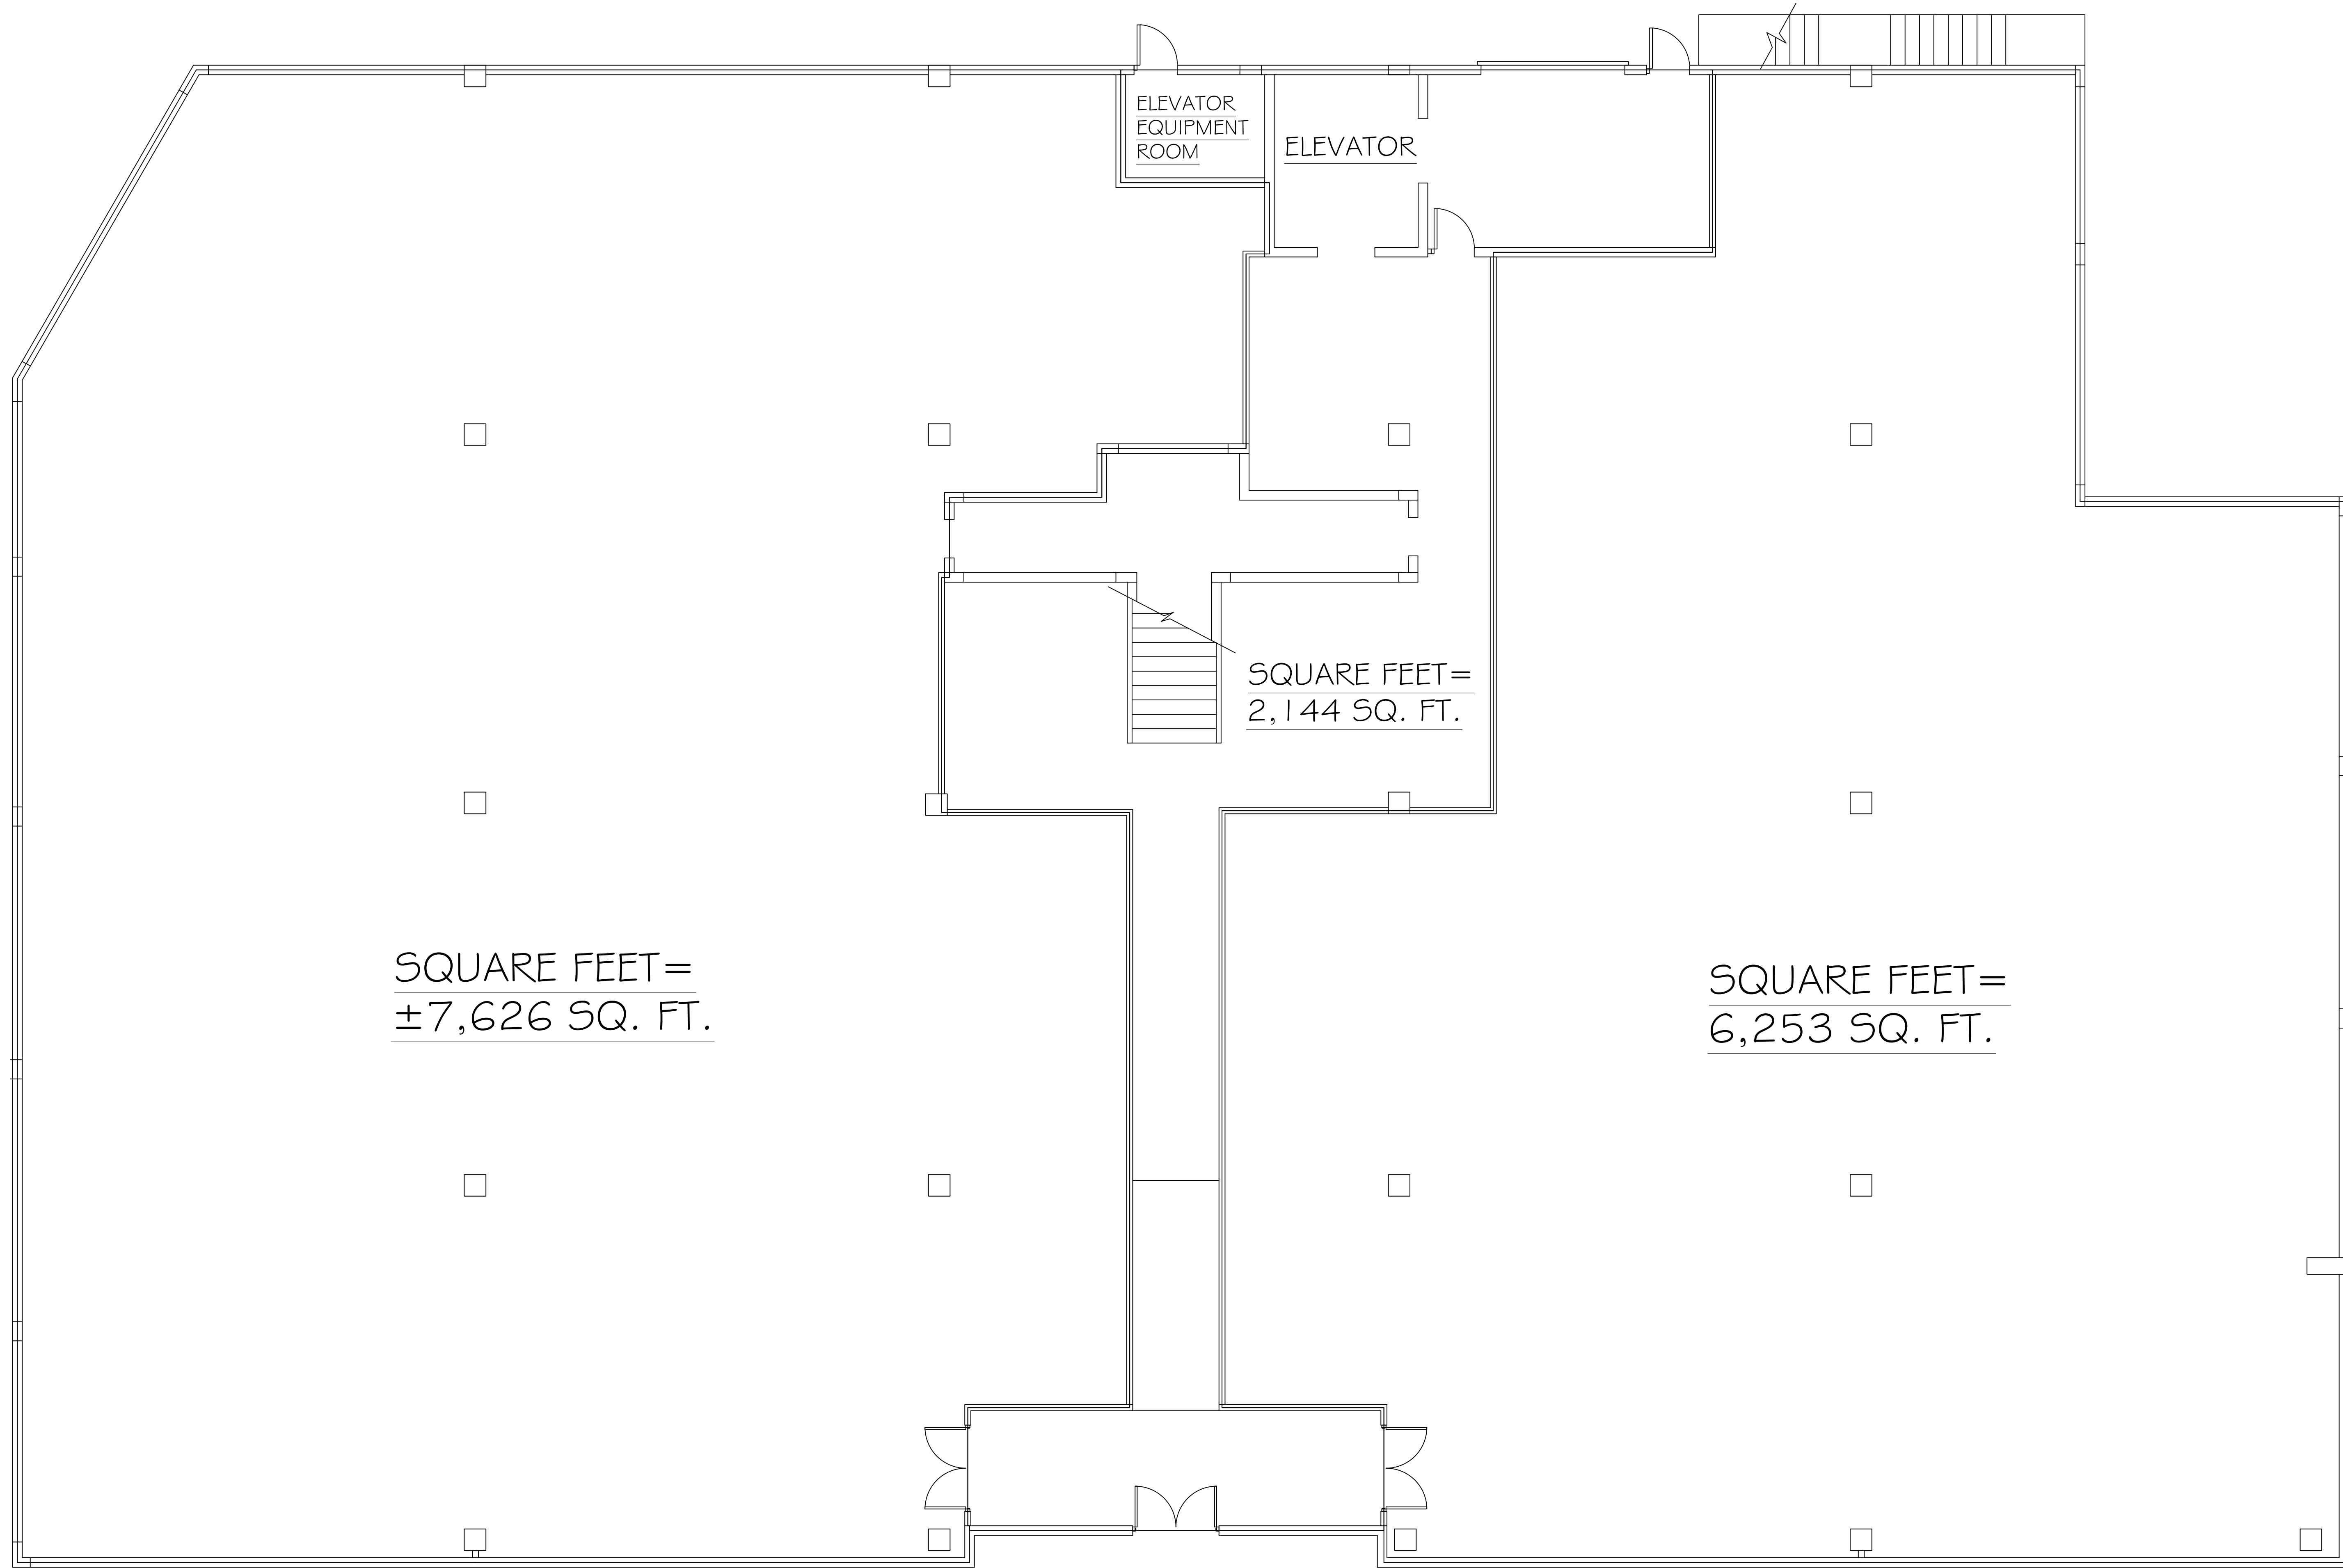 ELEVATOR
EQUIPMENT
ROOM
ELEVATOR
SQUARE FEET=
2,144 SQ. FT.
SQUARE FEET=
±7,626 SQ. FT.
SQUARE FEET=
6,253 SQ. FT.